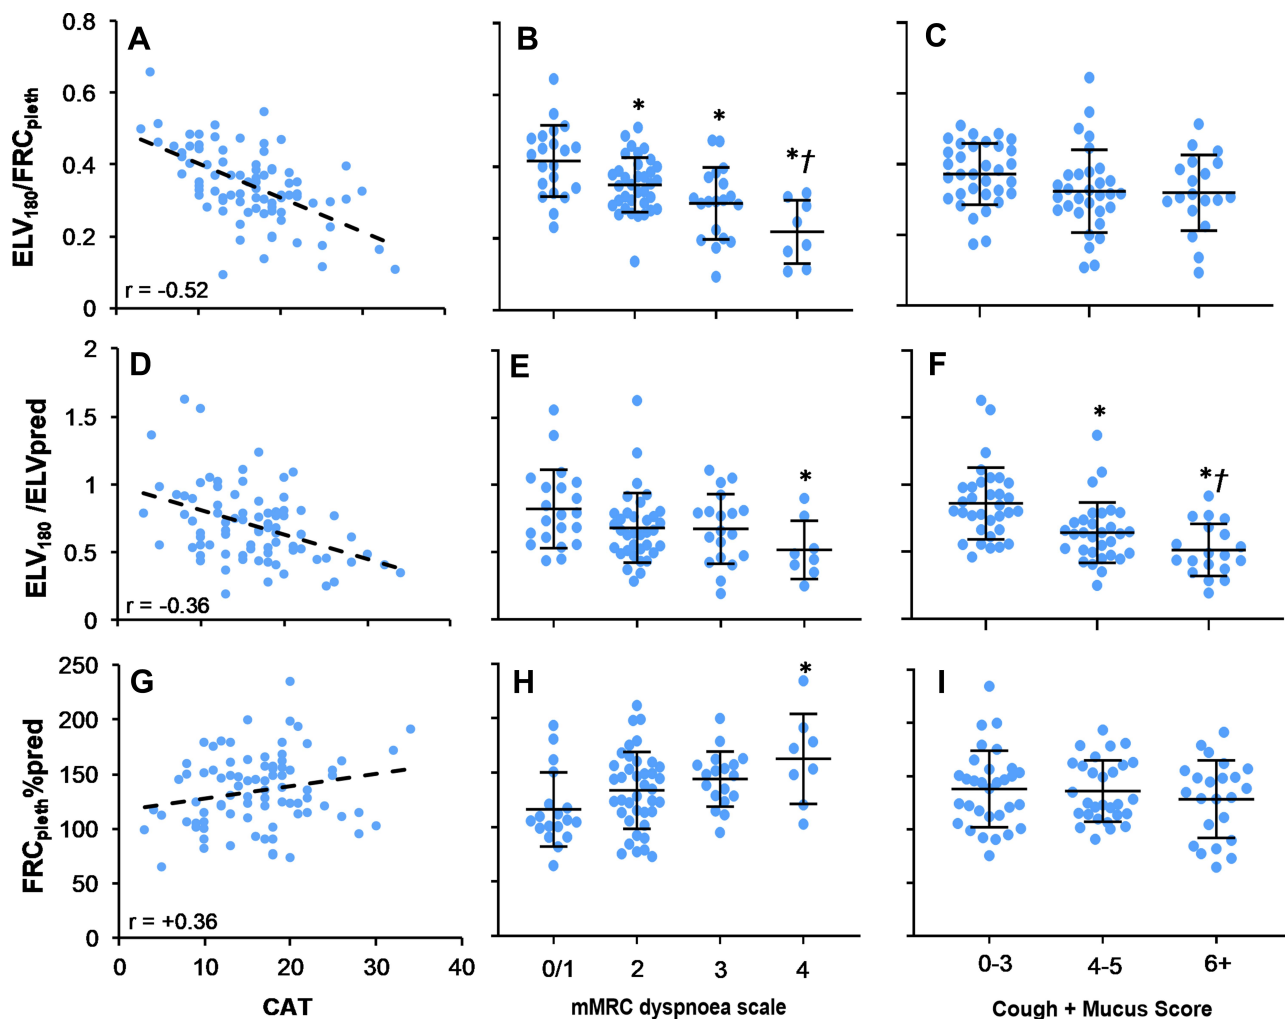 A
B
C
ELV180/FRCpleth
0.8
0.6
0.4
0.2
0
r = -0.52
*
*
*†
D
E
F
ELV180 /ELVpred
2
1.5
1
0.5
0
r = -0.36
*
*
*†
G
H
I
FRCpleth%pred
250
200
150
100
50
0
r = +0.36
*
0 10 20 30 40
0/1 2 3 4
0-3 4-5 6+
CAT
mMRC dyspnoea scale
Cough + Mucus Score